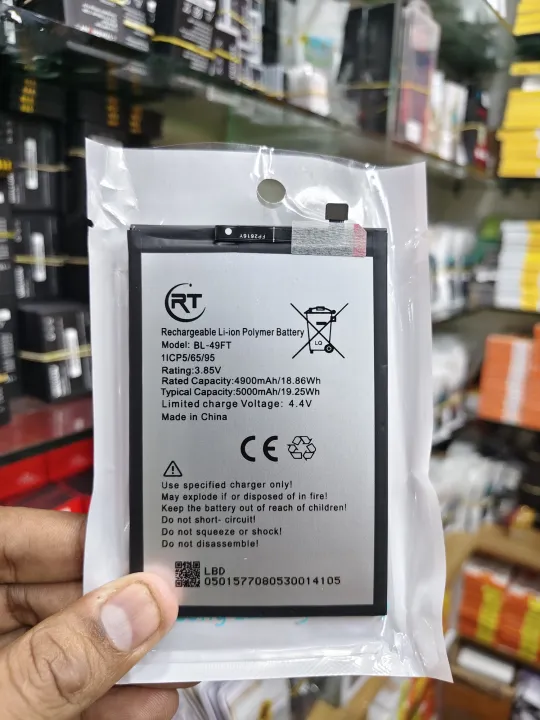 FP2616Y
RT
Rechargeable Li-ion Polymer Battery
Model: BL-49FT
1ICP5/65/95
Rating:3.85V
Rated Capacity:4900mAh/18.86Wh
Typical Capacity:5000mAh/19.25Wh
Limited charge Voltage: 4.4V
Made in China
LQ
CE
Use specified charger only!
May explode if or disposed of in fire!
Keep the battery out of reach of children!
Do not short- circuit!
Do not squeeze or shock!
Do not disassemble!
LBD
0501577080530014105